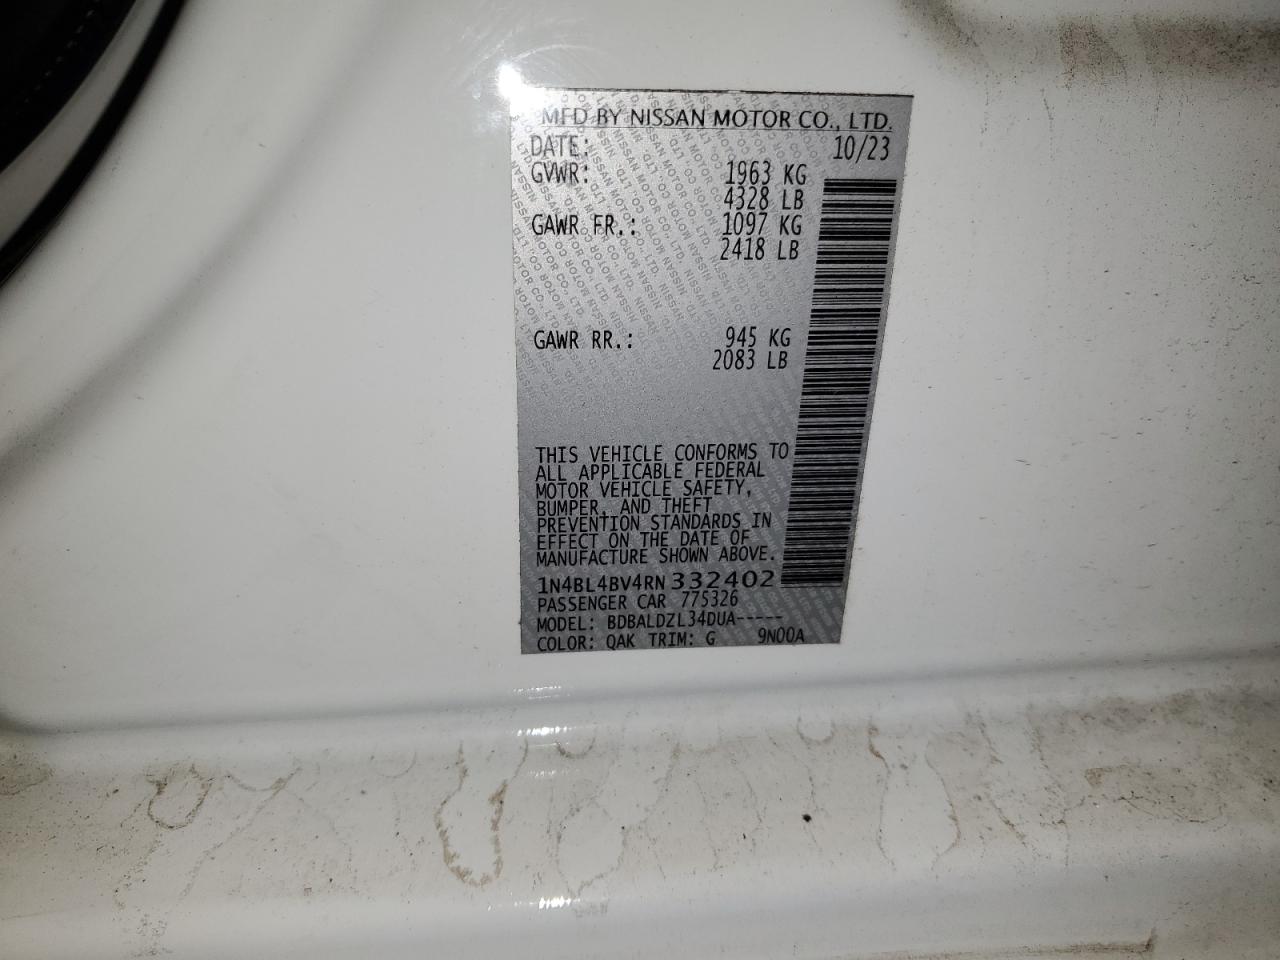 MFD BY NISSAN MOTOR CO., LTD.
DATE: 10/23
GVWR: 1963 KG
4328 LB
GAWR FR.: 1097 KG
2418 LB
GAWR RR.: 945 KG
2083 LB
THIS VEHICLE CONFORMS TO
ALL APPLICABLE FEDERAL
MOTOR VEHICLE SAFETY,
BUMPER, AND THEFT
PREVENTION STANDARDS IN
EFFECT ON THE DATE OF
MANUFACTURE SHOWN ABOVE.
1N4BL4BV4RN332402
PASSENGER CAR 775326
MODEL: BDBALDZL34DUA-----
COLOR: QAK TRIM: G 9N00A